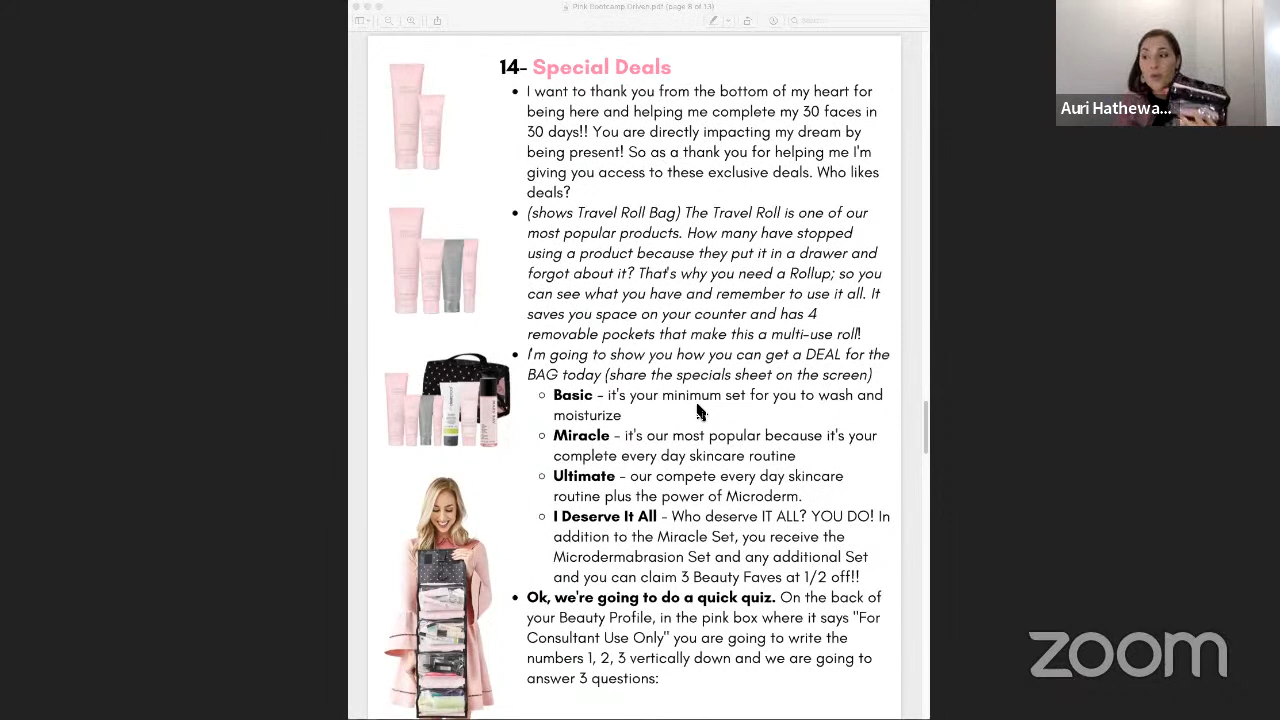 Pink Bootcamp Driven.pdf (page 6 of 13)
Search
14- Special Deals
I want to thank you from the bottom of my heart for
being here and helping me complete my 30 faces in
30 days!! You are directly impacting my dream by
being present! So as a thank you for helping me I'm
giving you access to these exclusive deals. Who likes
deals?
(shows Travel Roll Bag) The Travel Roll is one of our
most popular products. How many have stopped
using a product because they put it in a drawer and
forgot about it? That's why you need a Rollup; so you
can see what you have and remember to use it all. It
saves you space on your counter and has 4
removable pockets that make this a multi-use roll!
I'm going to show you how you can get a DEAL for the
BAG today (share the specials sheet on the screen)
Basic - it's your minimum set for you to wash and
moisturize
Miracle - it's our most popular because it's your
complete every day skincare routine
Ultimate - our compete every day skincare
routine plus the power of Microderm.
I Deserve It All - Who deserve IT ALL? YOU DO! In
addition to the Miracle Set, you receive the
Microdermabrasion Set and any additional Set
and you can claim 3 Beauty Faves at 1/2 off!!
Ok, we're going to do a quick quiz. On the back of
your Beauty Profile, in the pink box where it says "For
Consultant Use Only" you are going to write the
numbers 1, 2, 3 vertically down and we are going to
answer 3 questions:
Auri Hathewa...
zoom